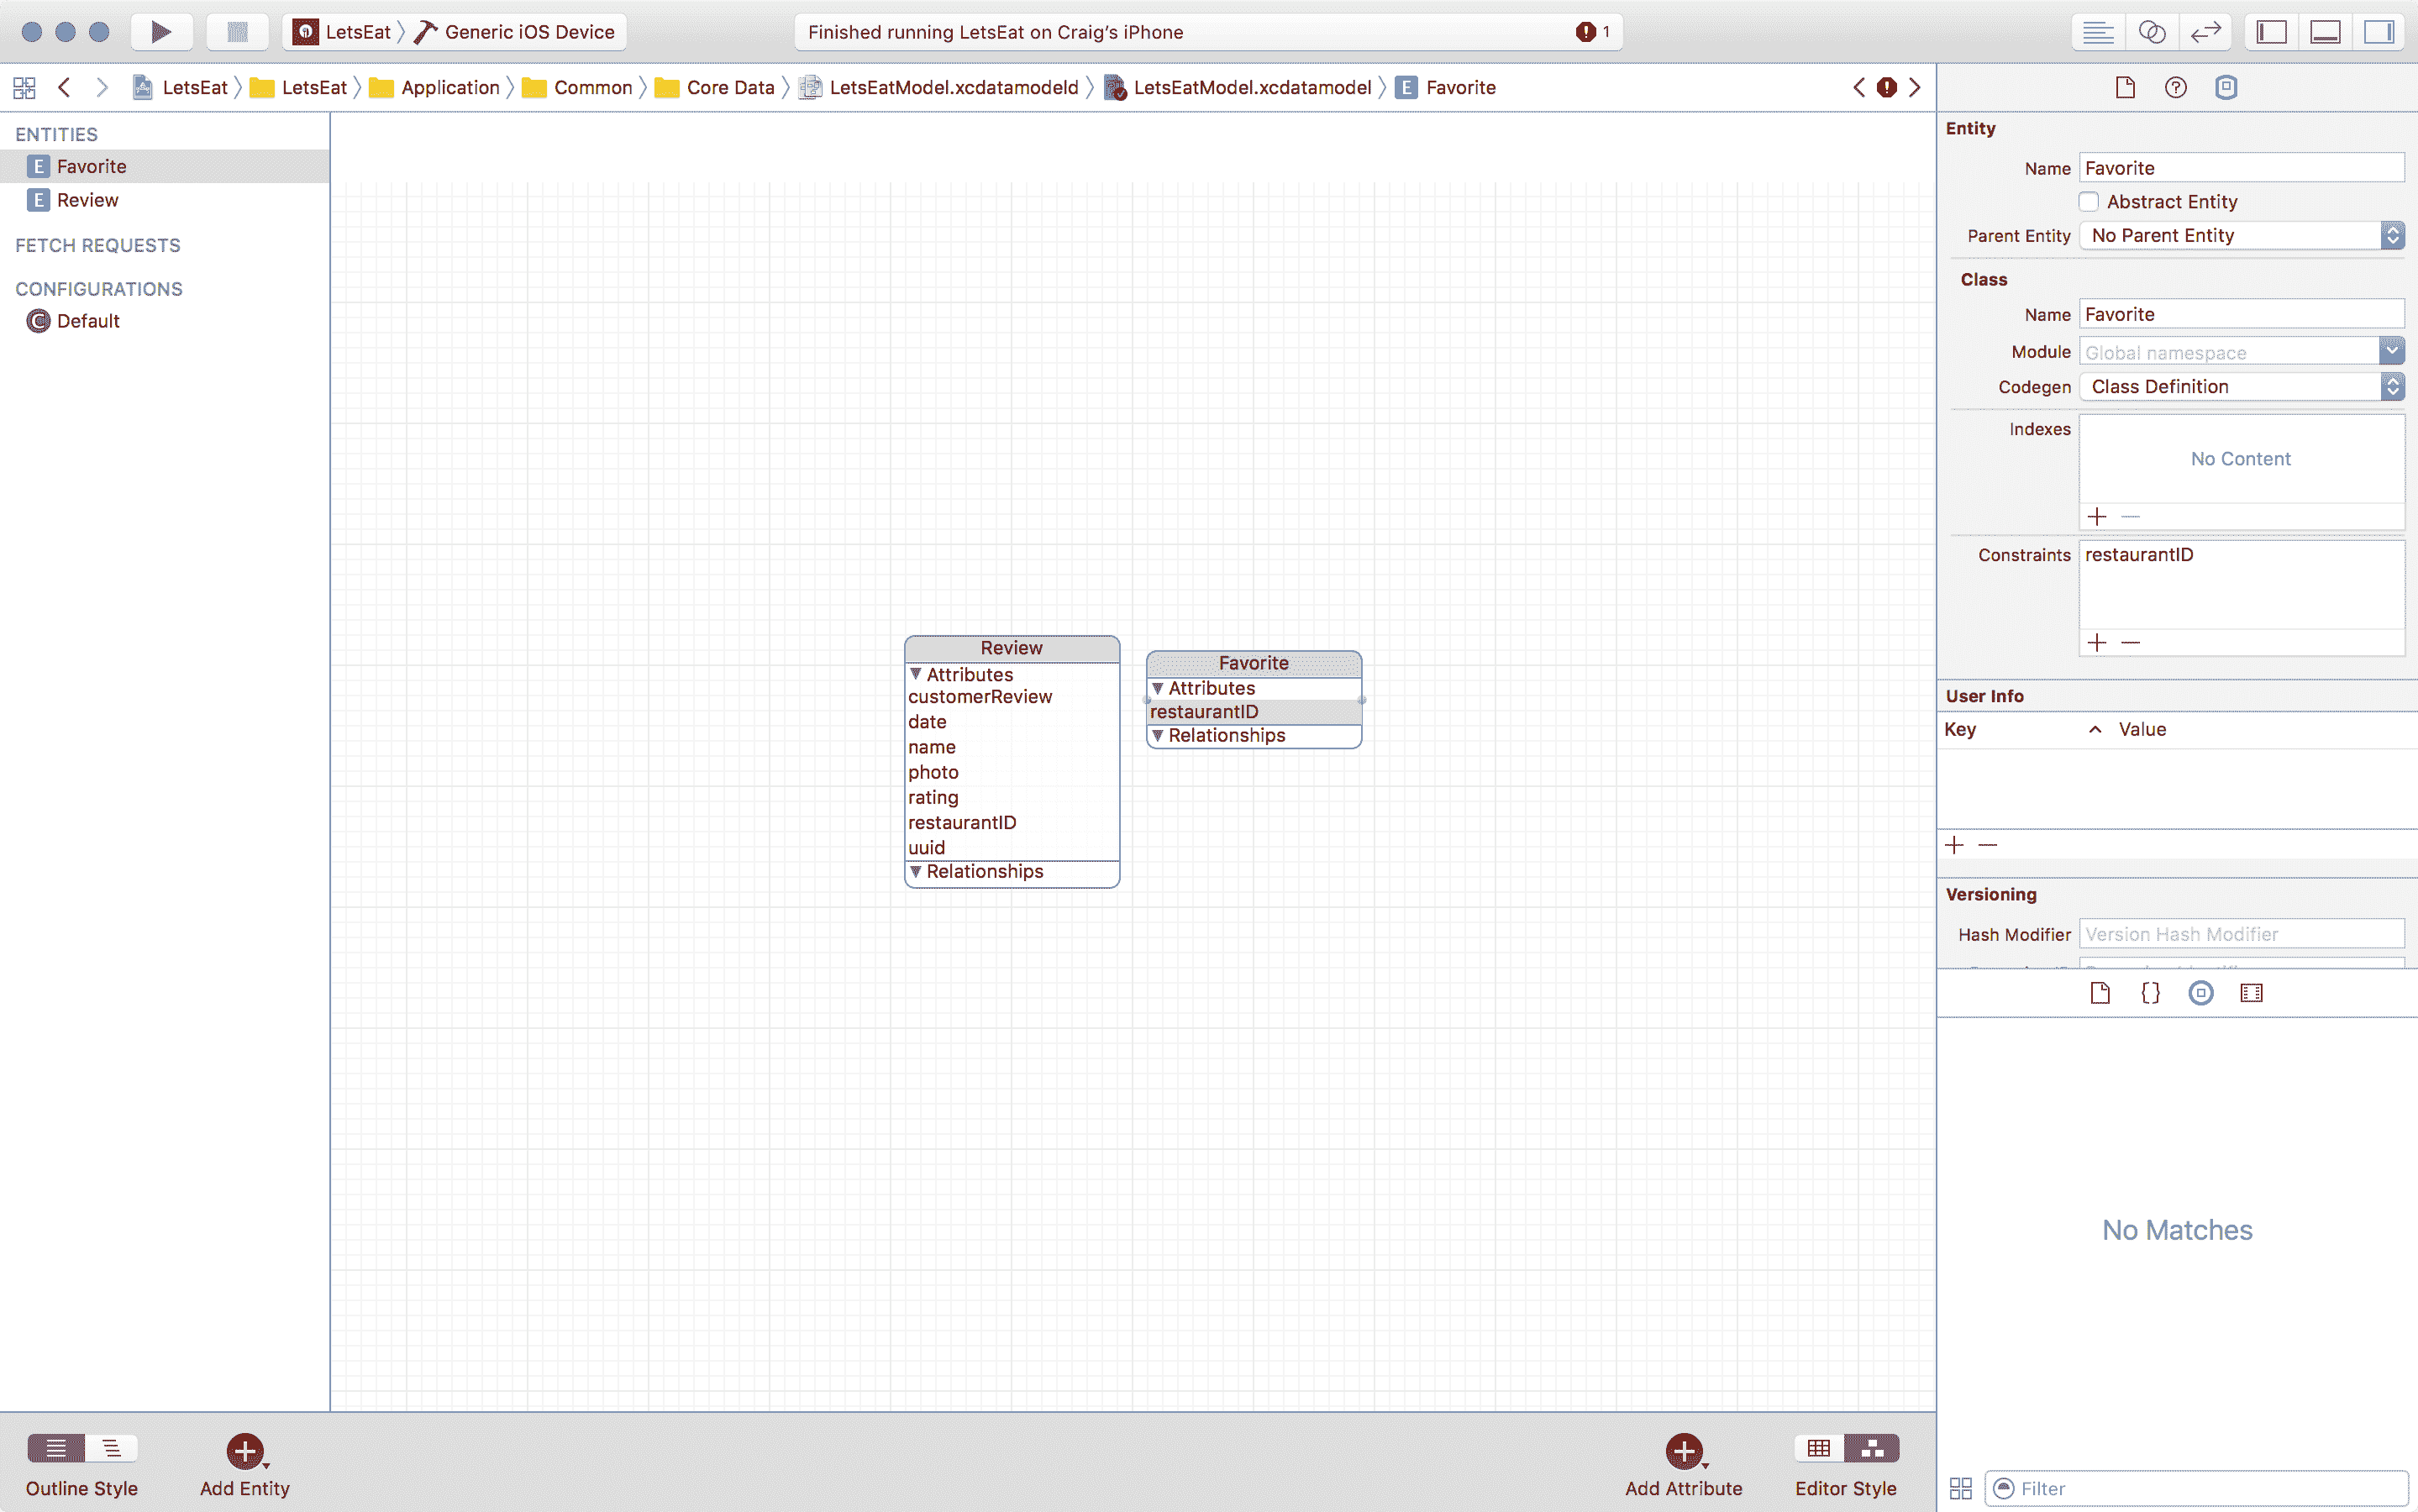 LetsEat Generic iOS Device
Finished running LetsEat on Craig's iPhone
1
LetsEat LetsEat Application Common Core Data LetsEatModel.xcdatamodeld LetsEatModel.xcdatamodel E Favorite
ENTITIES
E Favorite
E Review
FETCH REQUESTS
CONFIGURATIONS
C Default
Review
Attributes
customerReview
date
name
photo
rating
restaurantID
uuid
Relationships
Favorite
Attributes
restaurantID
Relationships
Entity
Name Favorite
Abstract Entity
Parent Entity No Parent Entity
Class
Name Favorite
Module Global namespace
Codegen Class Definition
Indexes
No Content
Constraints restaurantID
User Info
Key Value
Versioning
Hash Modifier Version Hash Modifier
No Matches
Outline Style
Add Entity
Add Attribute
Editor Style
Filter